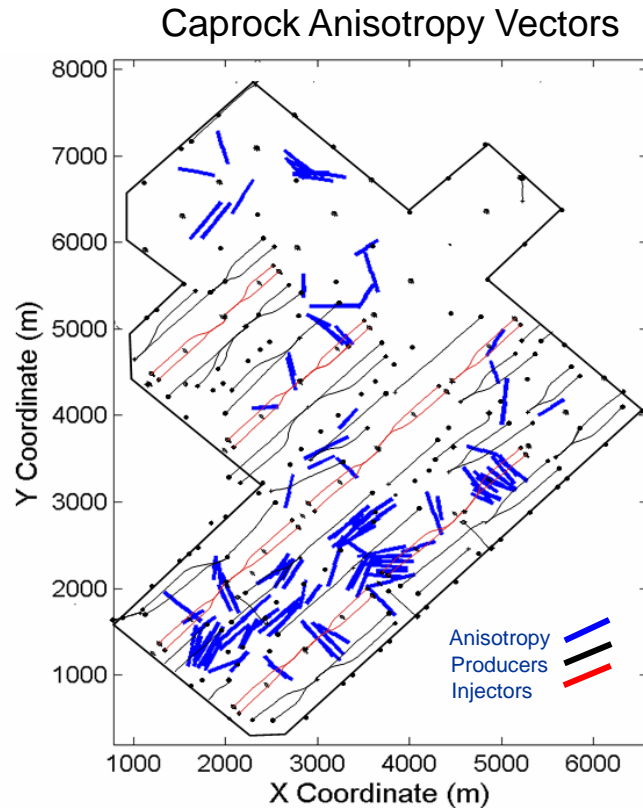 Caprock Anisotropy Vectors
8000
7000
6000
5000
4000
3000
2000
1000
Y Coordinate (m)
Anisotropy
Producers
Injectors
1000 2000 3000 4000 5000 6000
X Coordinate (m)